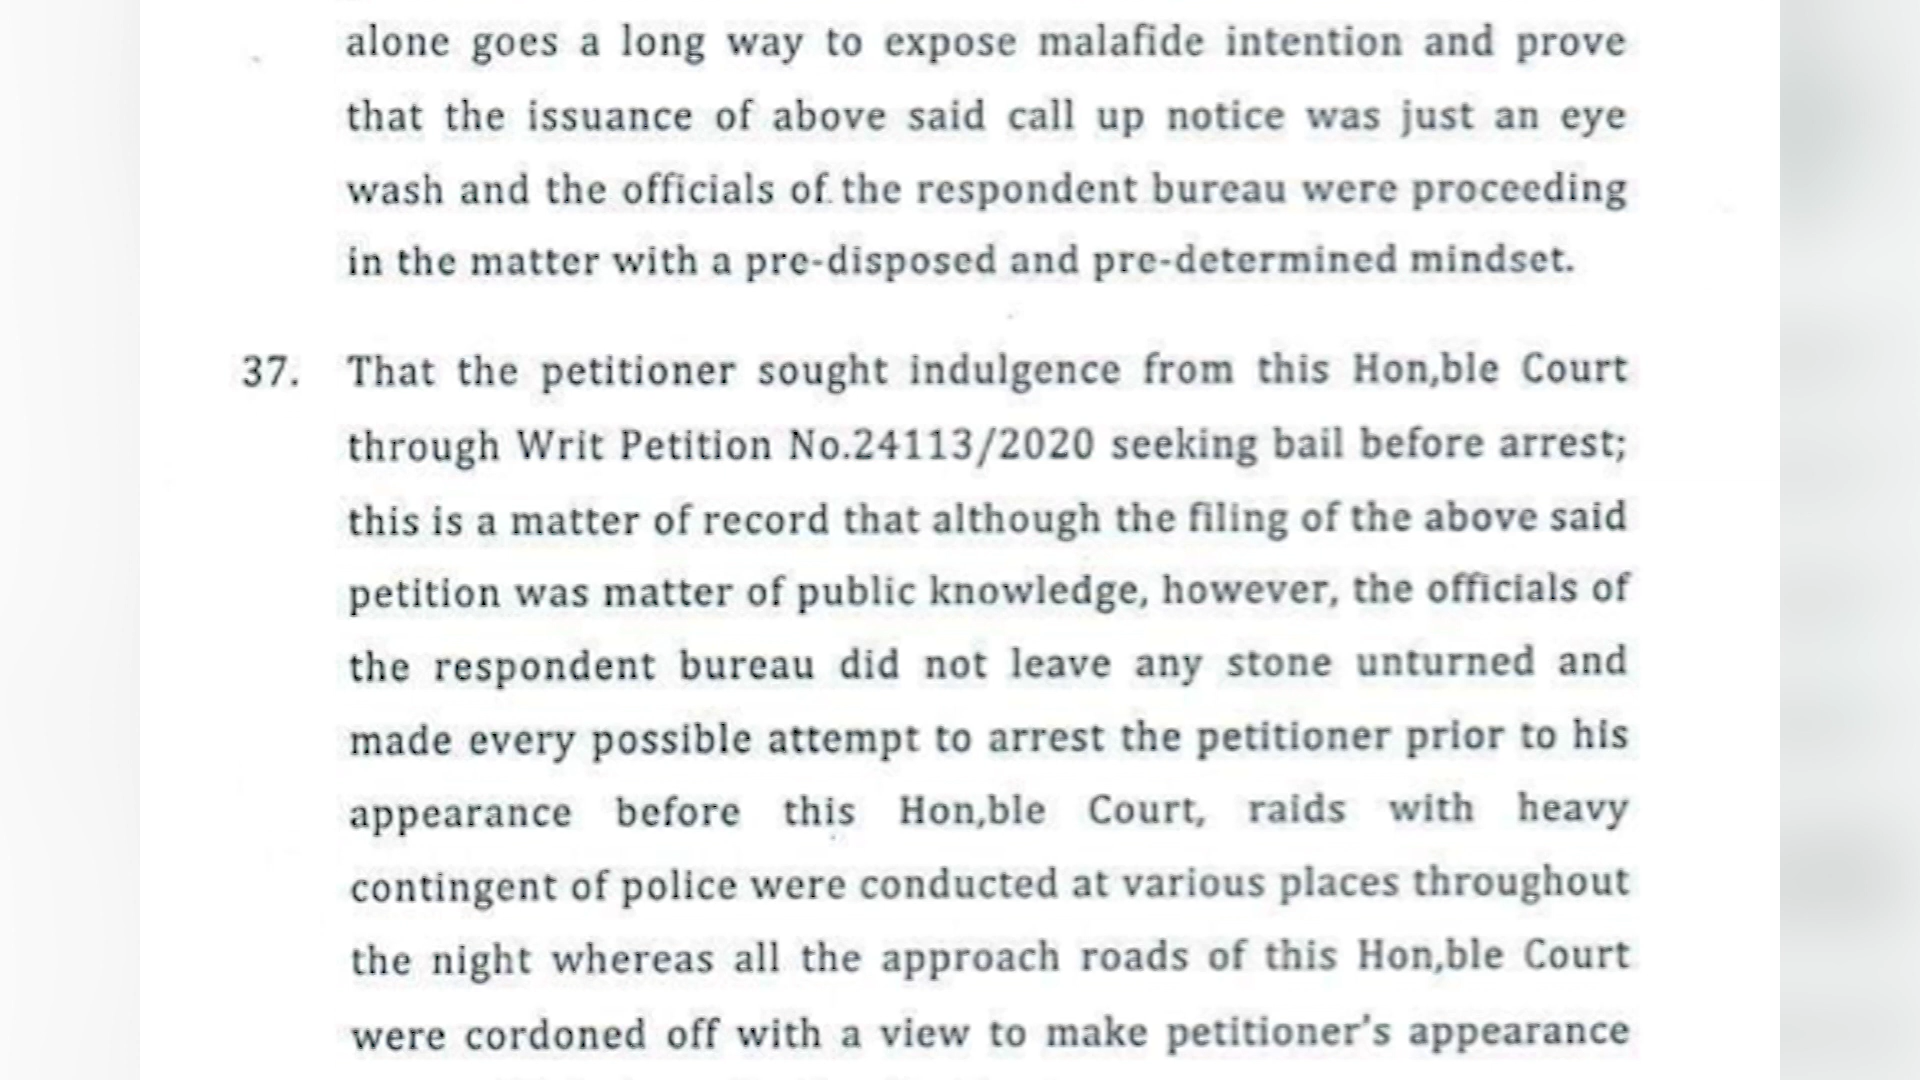 alone goes a long way to expose malafide intention and prove
that the issuance of above said call up notice was just an eye
wash and the officials of the respondent bureau were proceeding
in the matter with a pre-disposed and pre-determined mindset.
37. That the petitioner sought indulgence from this Hon,ble Court
through Writ Petition No.24113/2020 seeking bail before arrest;
this is a matter of record that although the filing of the above said
petition was matter of public knowledge, however, the officials of
the respondent bureau did not leave any stone unturned and
made every possible attempt to arrest the petitioner prior to his
appearance before this Hon,ble Court, raids with heavy
contingent of police were conducted at various places throughout
the night whereas all the approach roads of this Hon,ble Court
were cordoned off with a view to make petitioner's appearance